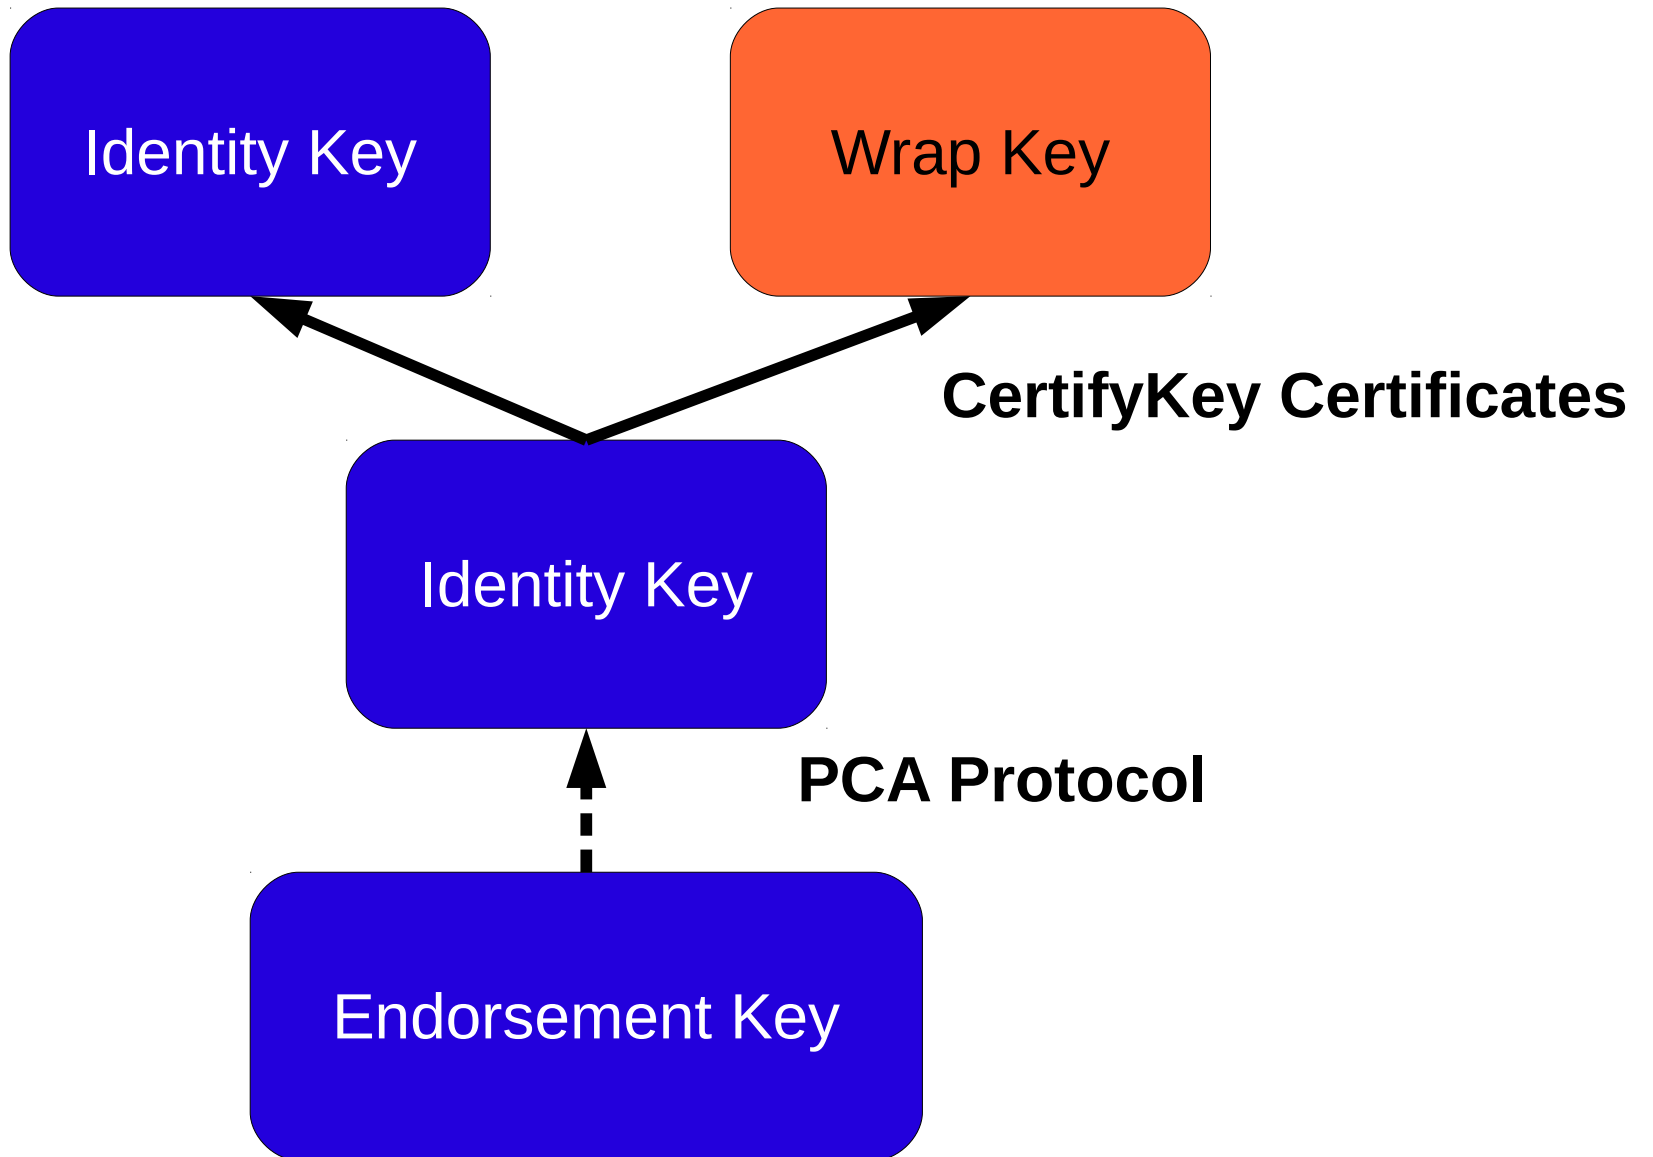 Identity Key
Wrap Key
CertifyKey Certificates
Identity Key
PCA Protocol
Endorsement Key